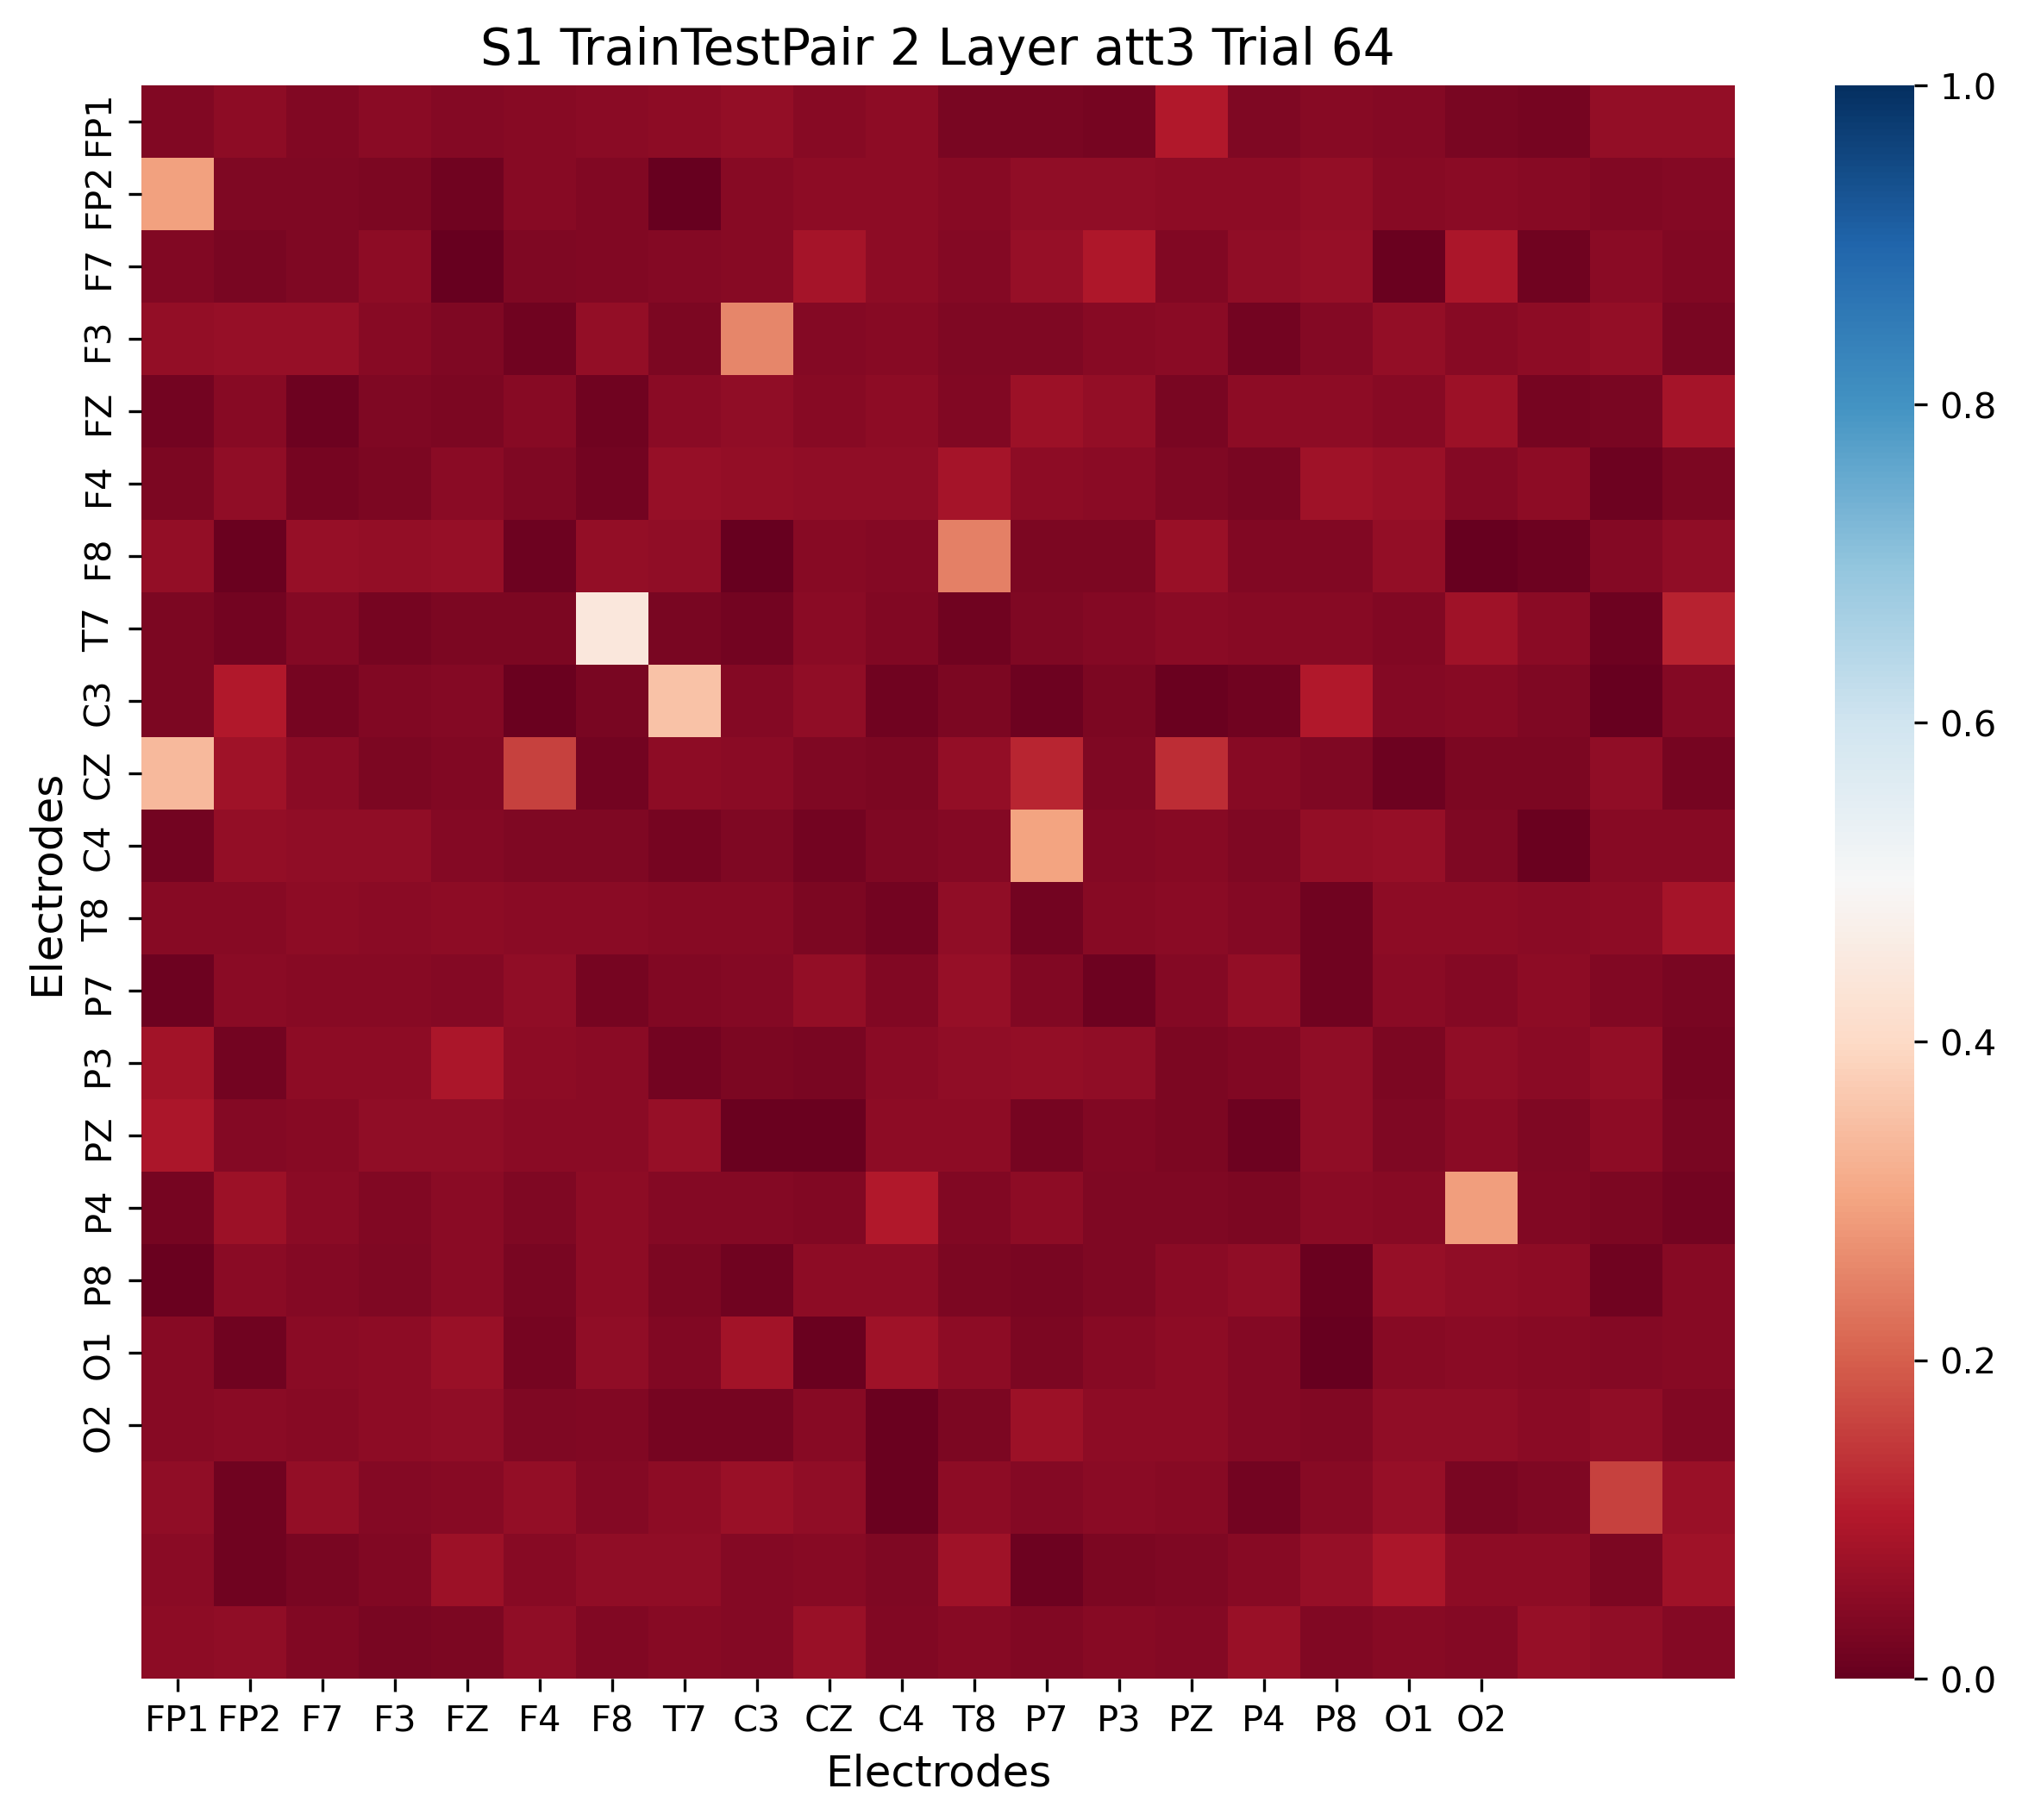 S1 TrainTestPair 2 Layer att3 Trial 64
Electrodes
FP1
FP2
F7
F3
FZ
F4
F8
T7
C3
CZ
C4
T8
P7
P3
PZ
P4
P8
O1
O2
FP1 FP2 F7 F3 FZ F4 F8 T7 C3 CZ C4 T8 P7 P3 PZ P4 P8 O1 O2
Electrodes
1.0
0.8
0.6
0.4
0.2
0.0